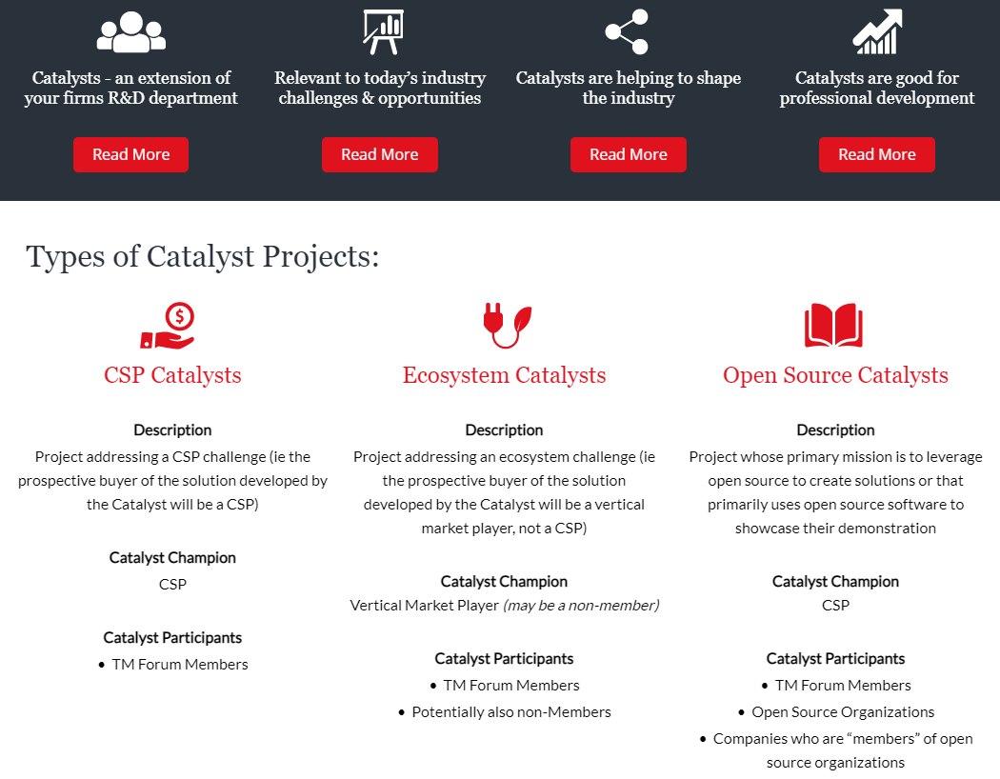 Catalysts - an extension of
your firms R&D department
Relevant to today's industry
challenges & opportunities
Catalysts are helping to shape
the industry
Catalysts are good for
professional development
Read More
Read More
Read More
Read More
Types of Catalyst Projects:
$
CSP Catalysts
Description
Project addressing a CSP challenge (ie the
prospective buyer of the solution developed by
the Catalyst will be a CSP)
Catalyst Champion
CSP
Catalyst Participants
• TM Forum Members
Ecosystem Catalysts
Description
Project addressing an ecosystem challenge (ie
the prospective buyer of the solution
developed by the Catalyst will be a vertical
market player, not a CSP)
Catalyst Champion
Vertical Market Player (may be a non-member)
Catalyst Participants
• TM Forum Members
• Potentially also non-Members
Open Source Catalysts
Description
Project whose primary mission is to leverage
open source to create solutions or that
primarily uses open source software to
showcase their demonstration
Catalyst Champion
CSP
Catalyst Participants
• TM Forum Members
• Open Source Organizations
• Companies who are “members” of open
source organizations